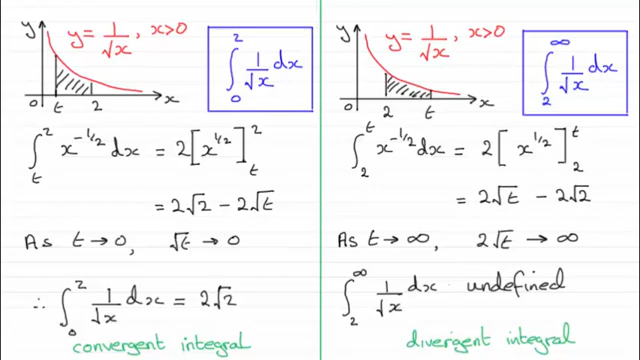 y
y = 1/√x , x>0
∫₀² 1/√x dx
0 t 2 x
∫ₜ² x^(-1/2) dx = 2[x^(1/2)]ₜ²
= 2√2 - 2√t
As t → 0, √t → 0
∴ ∫₀² 1/√x dx = 2√2
convergent integral
y
y = 1/√x , x>0
∫₂^∞ 1/√x dx
0 2 t x
∫₂ᵗ x^(-1/2) dx = 2[x^(1/2)]₂ᵗ
= 2√t - 2√2
As t → ∞, 2√t → ∞
∫₂^∞ 1/√x dx undefined
divergent integral